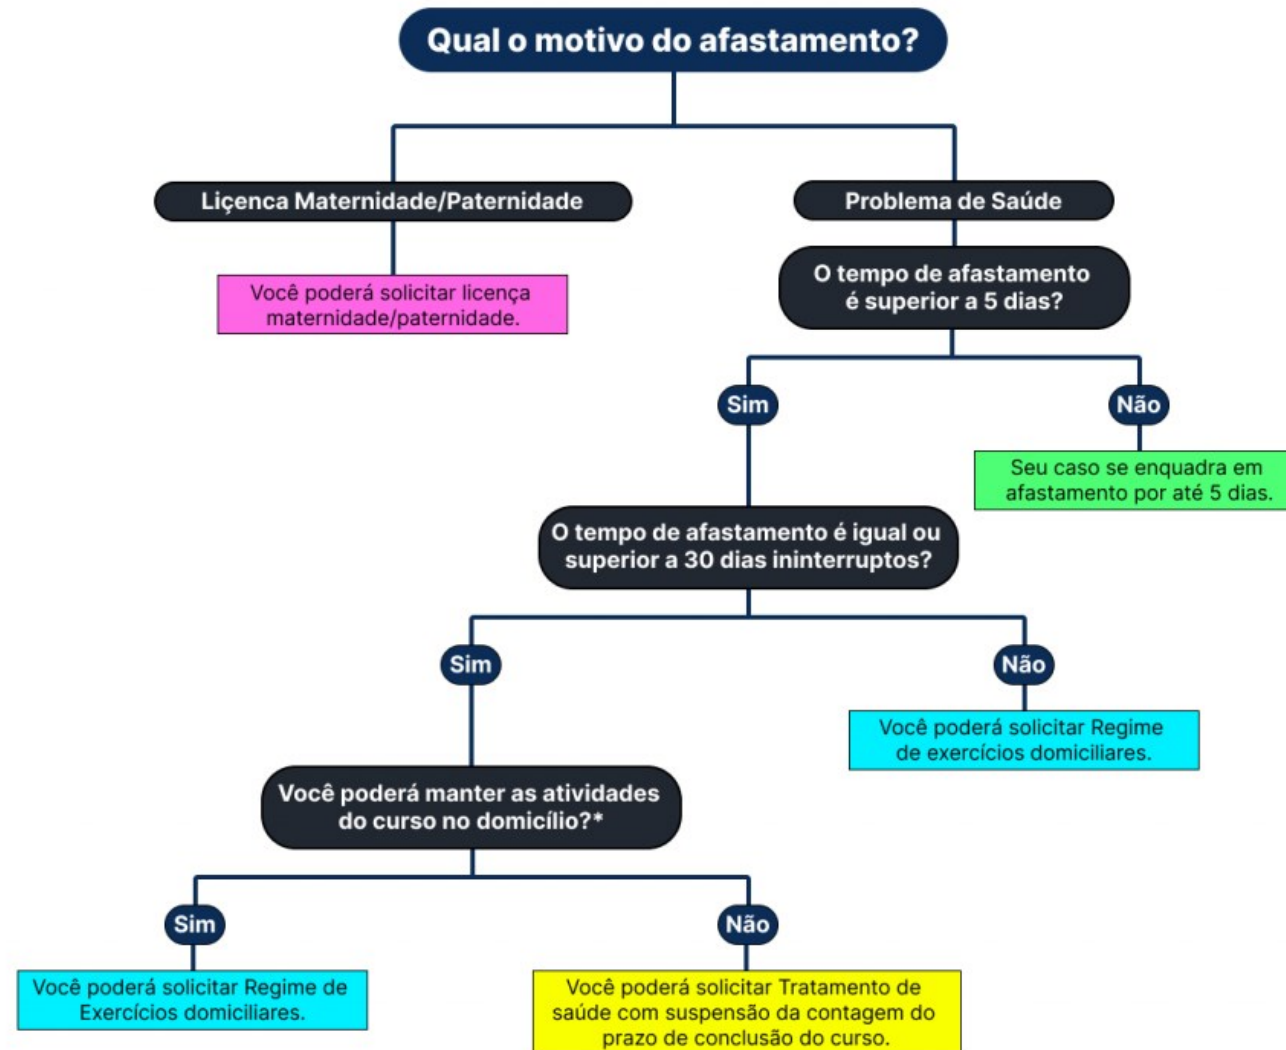 Qual o motivo do afastamento?
Liçenca Maternidade/Paternidade
Problema de Saúde
Você poderá solicitar licença
maternidade/paternidade.
O tempo de afastamento
é superior a 5 dias?
Sim
Não
Seu caso se enquadra em
afastamento por até 5 dias.
O tempo de afastamento é igual ou
superior a 30 dias ininterruptos?
Sim
Não
Você poderá solicitar Regime
de exercícios domiciliares.
Você poderá manter as atividades
do curso no domicílio?*
Sim
Não
Você poderá solicitar Regime de
Exercícios domiciliares.
Você poderá solicitar Tratamento de
saúde com suspensão da contagem do
prazo de conclusão do curso.